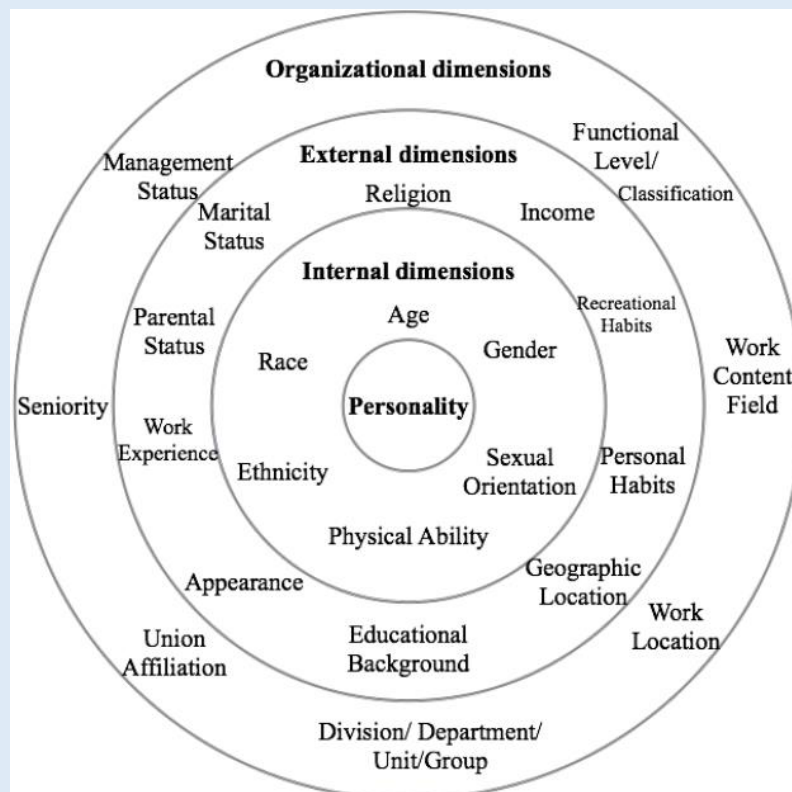 Organizational dimensions
Functional
Level/
Classification
Management
Status
External dimensions
Religion
Marital
Status
Income
Internal dimensions
Age
Recreational
Habits
Parental
Status
Race
Gender
Work
Content
Field
Seniority
Personality
Work
Experience
Ethnicity
Sexual
Orientation
Personal
Habits
Physical Ability
Appearance
Geographic
Location
Work
Location
Union
Affiliation
Educational
Background
Division/ Department/
Unit/Group